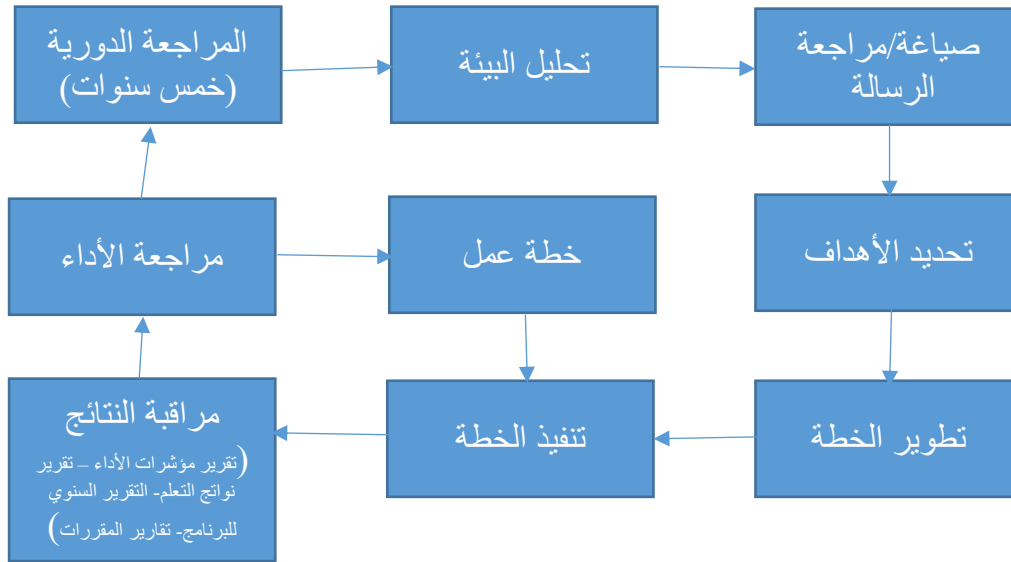 صياغة/مراجعة
الرسالة
تحليل البيئة
المراجعة الدورية
(خمس سنوات)
تحديد الأهداف
خطة عمل
مراجعة الأداء
تطوير الخطة
تنفيذ الخطة
مراقبة النتائج
(تقرير مؤشرات الأداء – تقرير
نواتج التعلم- التقرير السنوي
للبرنامج- تقارير المقررات)